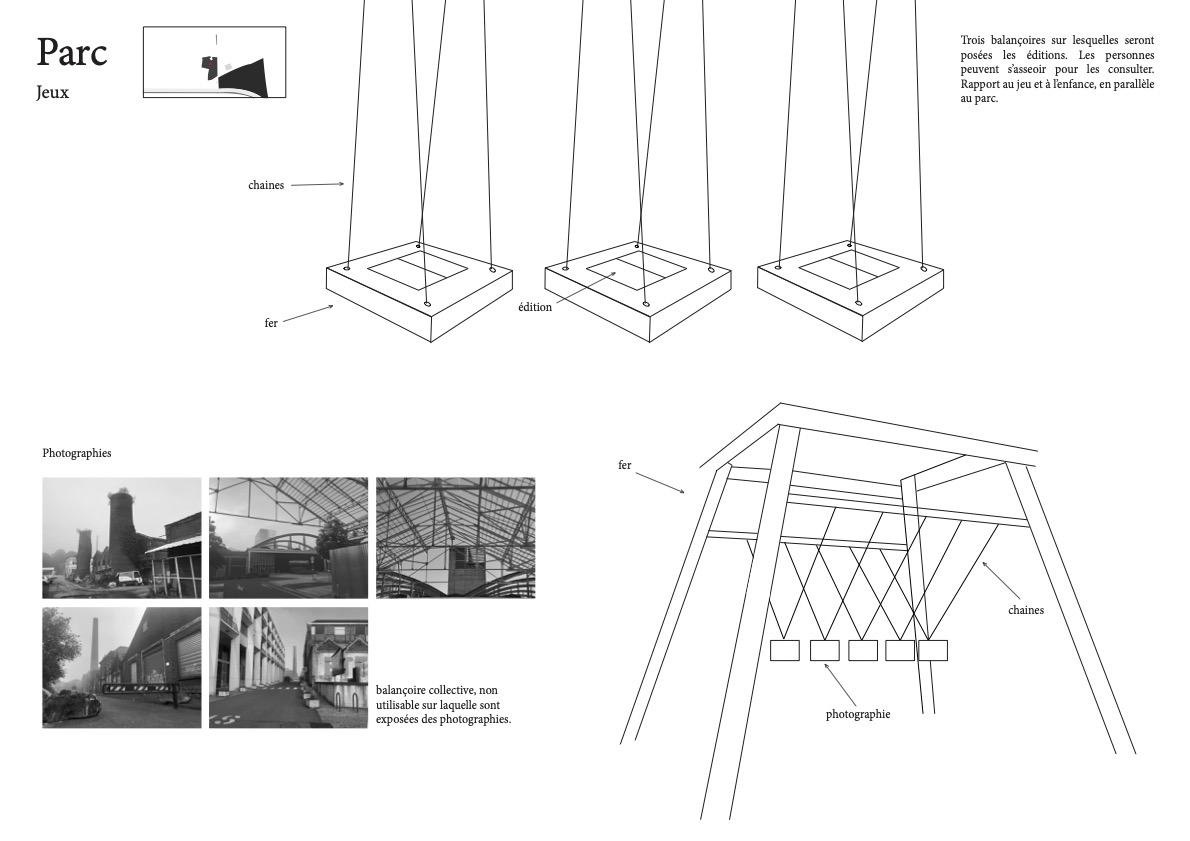 Parc
Jeux
Trois balançoires sur lesquelles seront
posées les éditions. Les personnes
peuvent s'asseoir pour les consulter.
Rapport au jeu et à l'enfance, en parallèle
au parc.
chaines
édition
fer
Photographies
fer
chaines
balançoire collective, non
utilisable sur laquelle sont
exposées des photographies.
photographie